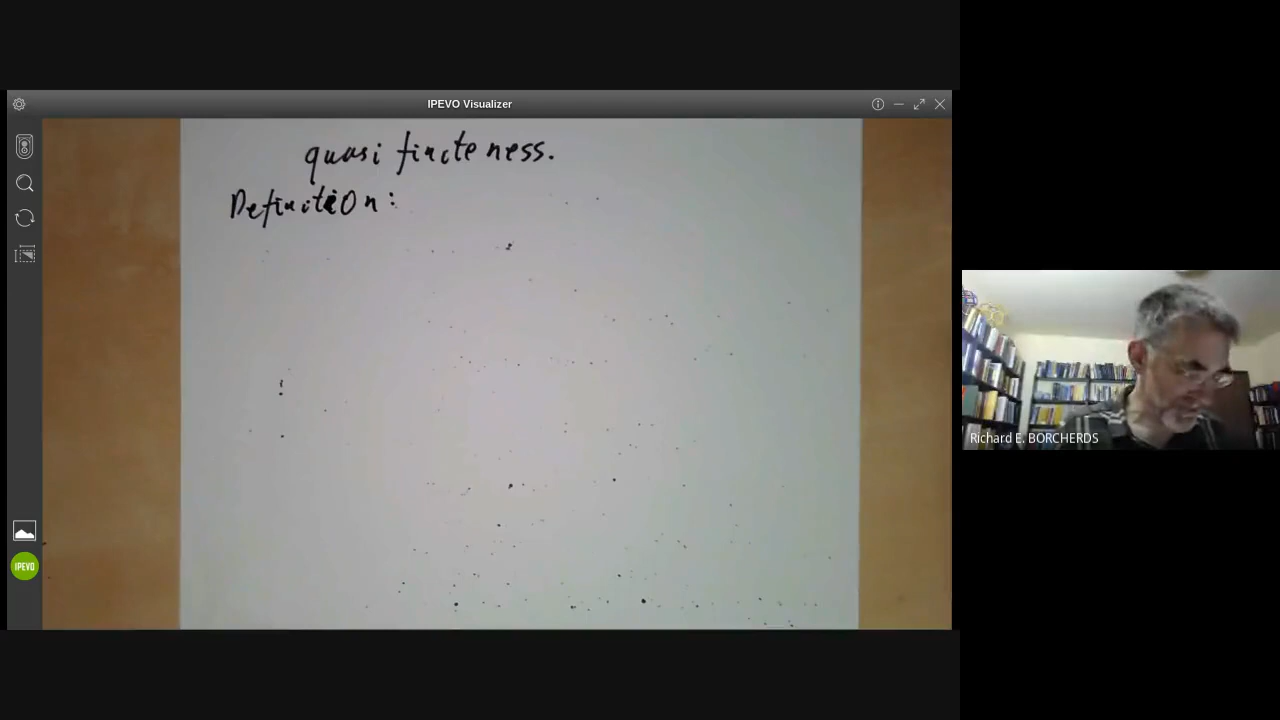 IPEVO Visualizer
quasi finiteness.
Definition:
IPEVO
Richard E. BORCHERDS